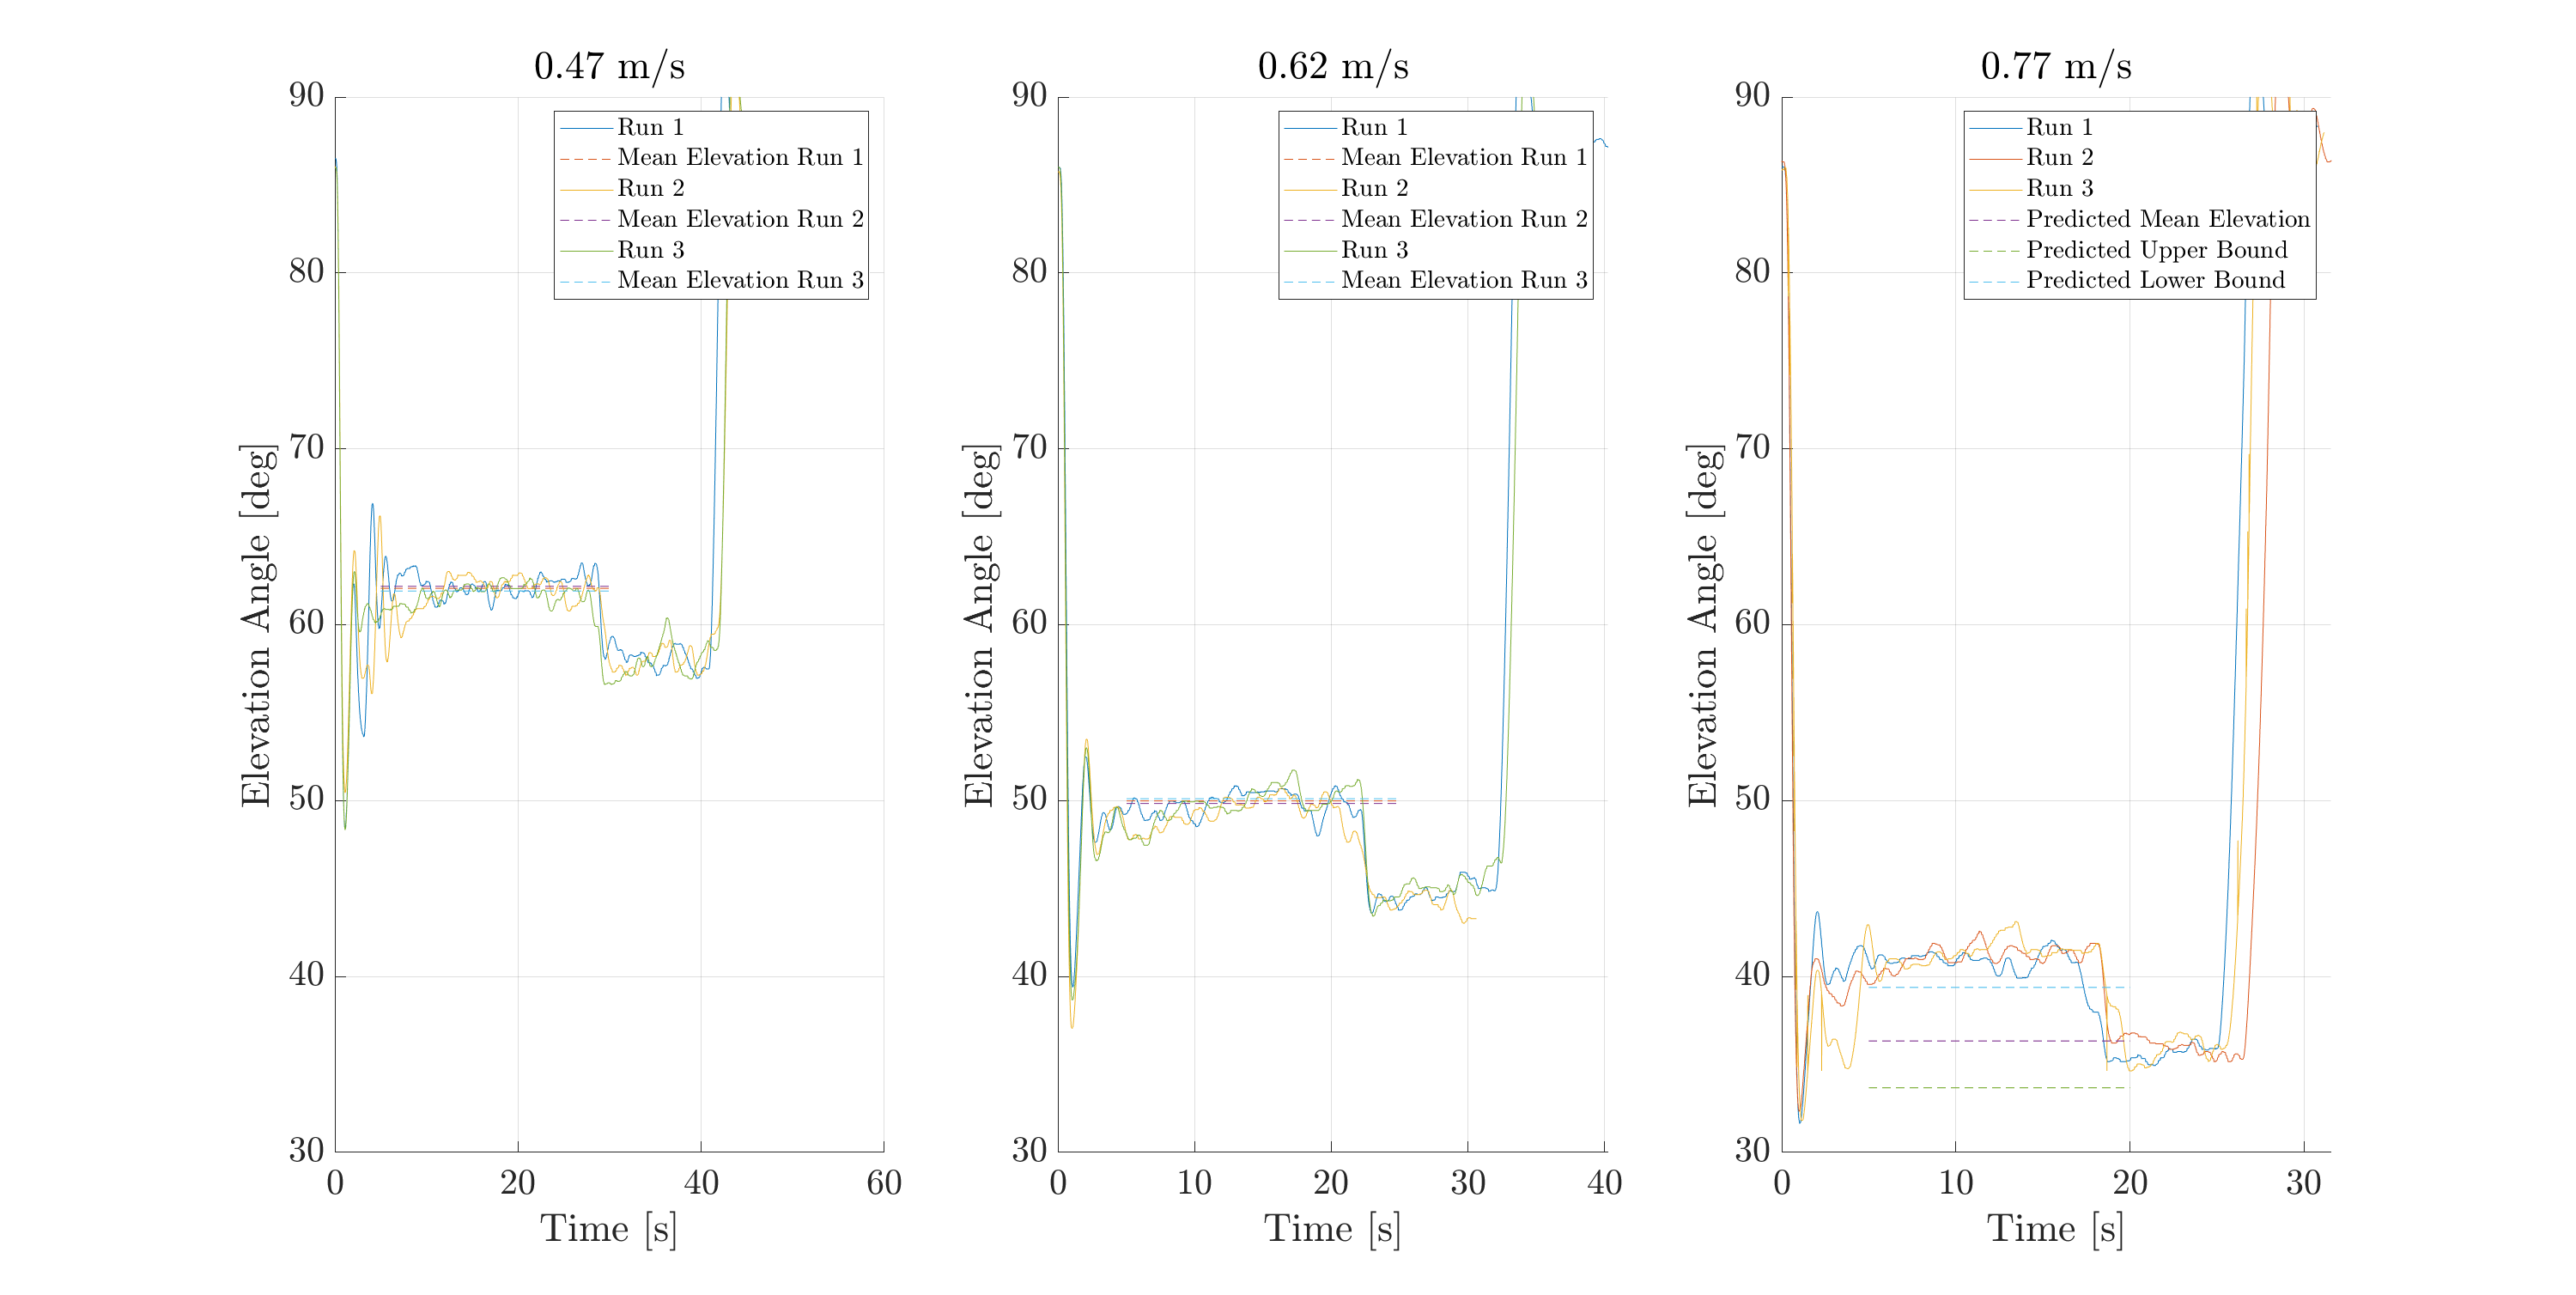 0.47 m/s
Elevation Angle [deg]
90
80
70
60
50
40
30
0 20 40 60
Time [s]
Run 1
Mean Elevation Run 1
Run 2
Mean Elevation Run 2
Run 3
Mean Elevation Run 3
0.62 m/s
Elevation Angle [deg]
90
80
70
60
50
40
30
0 10 20 30 40
Time [s]
Run 1
Mean Elevation Run 1
Run 2
Mean Elevation Run 2
Run 3
Mean Elevation Run 3
0.77 m/s
Elevation Angle [deg]
90
80
70
60
50
40
30
0 10 20 30
Time [s]
Run 1
Run 2
Run 3
Predicted Mean Elevation
Predicted Upper Bound
Predicted Lower Bound